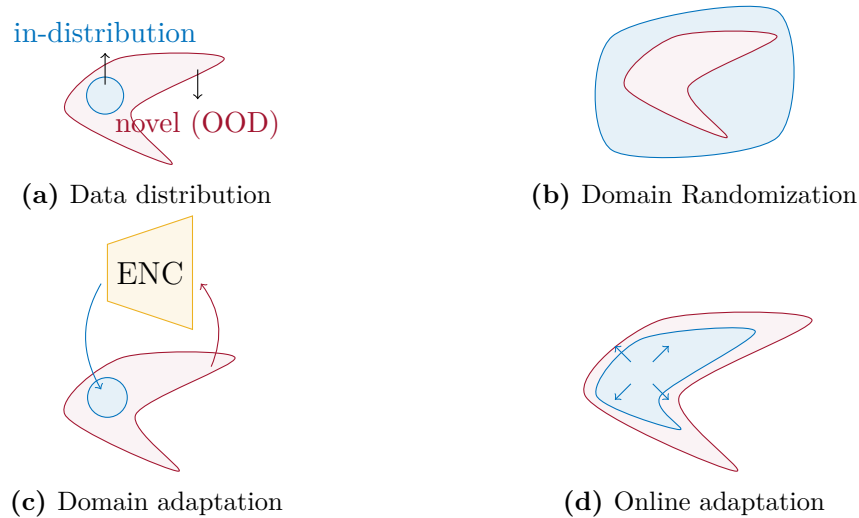 in-distribution
novel (OOD)
(a) Data distribution
(b) Domain Randomization
ENC
(c) Domain adaptation
(d) Online adaptation